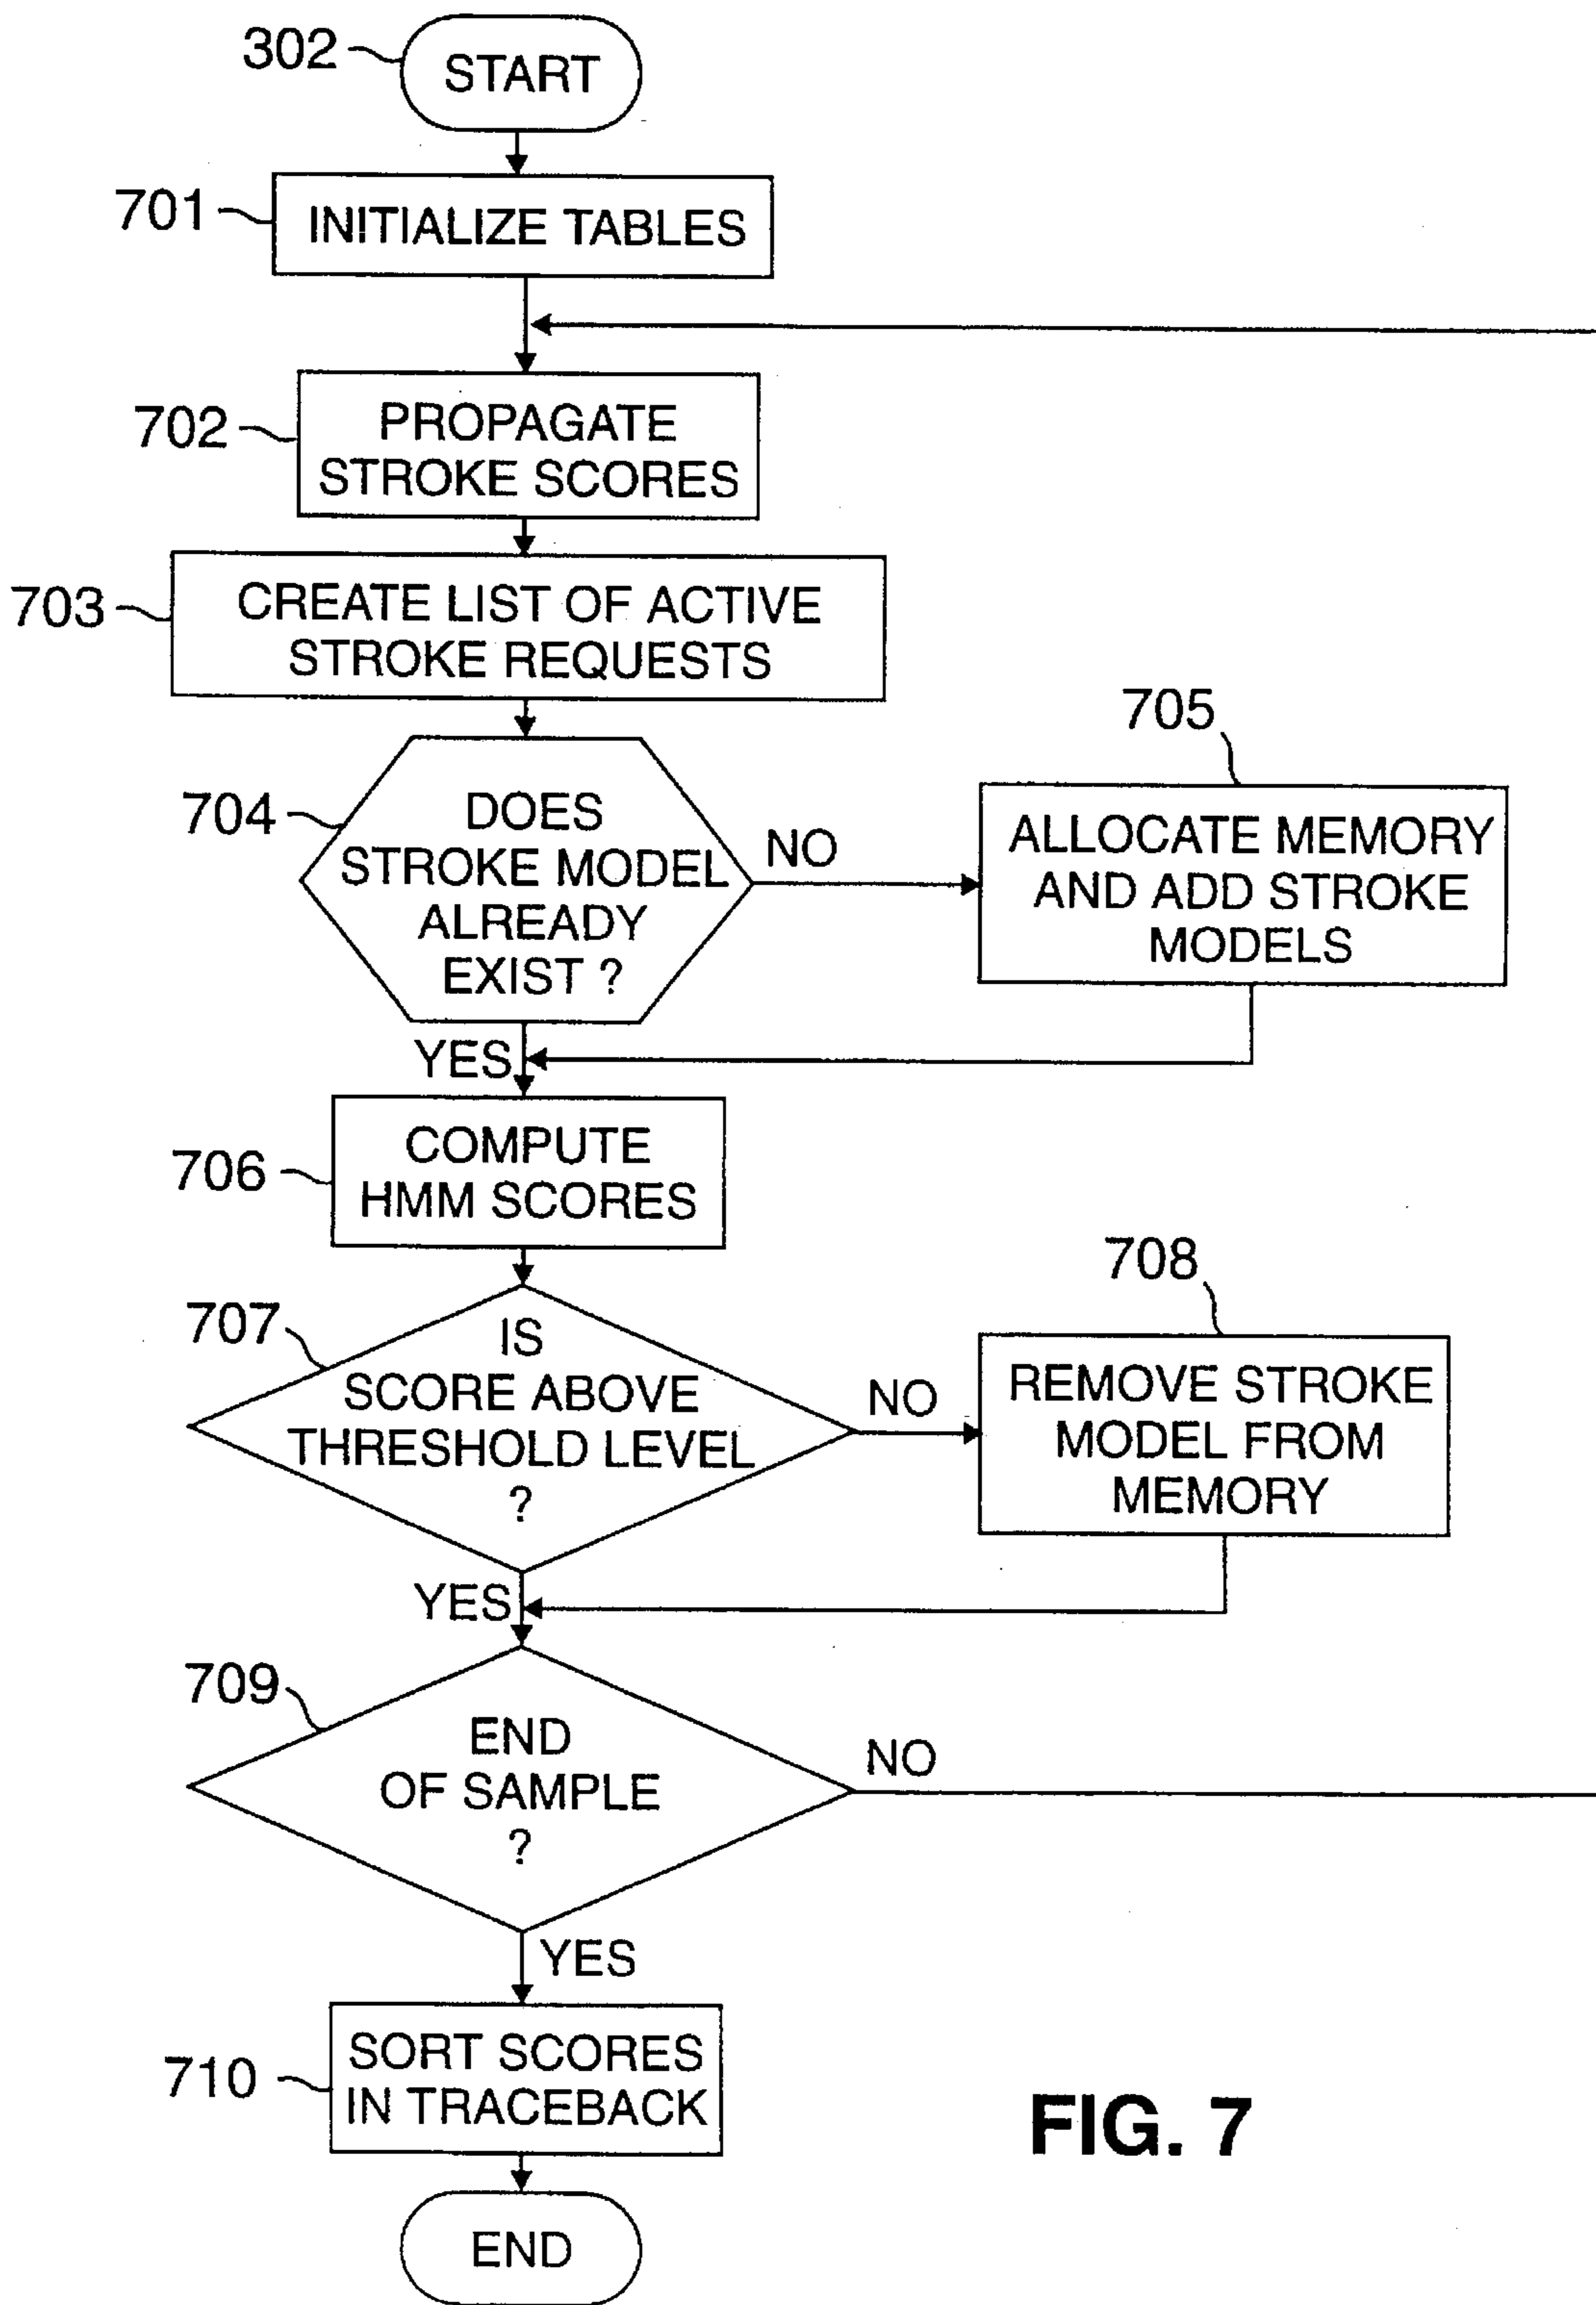 302
START
701
INITIALIZE TABLES
702
PROPAGATE
STROKE SCORES
703
CREATE LIST OF ACTIVE
STROKE REQUESTS
704
DOES
STROKE MODEL
ALREADY
EXIST ?
NO
705
ALLOCATE MEMORY
AND ADD STROKE
MODELS
YES
706
COMPUTE
HMM SCORES
707
IS
SCORE ABOVE
THRESHOLD LEVEL
?
NO
708
REMOVE STROKE
MODEL FROM
MEMORY
YES
709
END
OF SAMPLE
?
NO
YES
710
SORT SCORES
IN TRACEBACK
END
FIG. 7